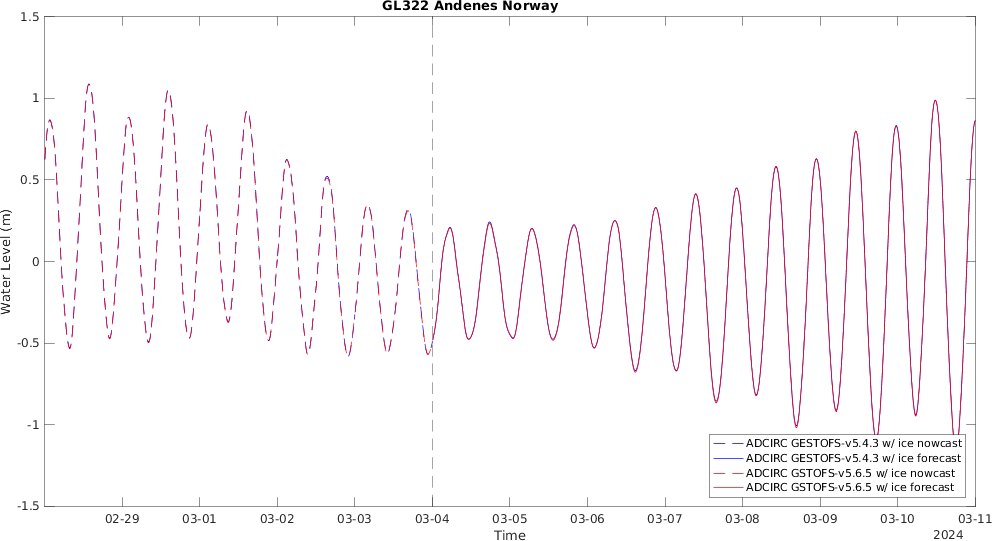 GL322 Andenes Norway
1.5
1
0.5
0
-0.5
-1
-1.5
Water Level (m)
ADCIRC GESTOFS-v5.4.3 w/ ice nowcast
ADCIRC GESTOFS-v5.4.3 w/ ice forecast
ADCIRC GSTOFS-v5.6.5 w/ ice nowcast
ADCIRC GSTOFS-v5.6.5 w/ ice forecast
02-29 03-01 03-02 03-03 03-04 03-05 03-06 03-07 03-08 03-09 03-10 03-11
Time
2024